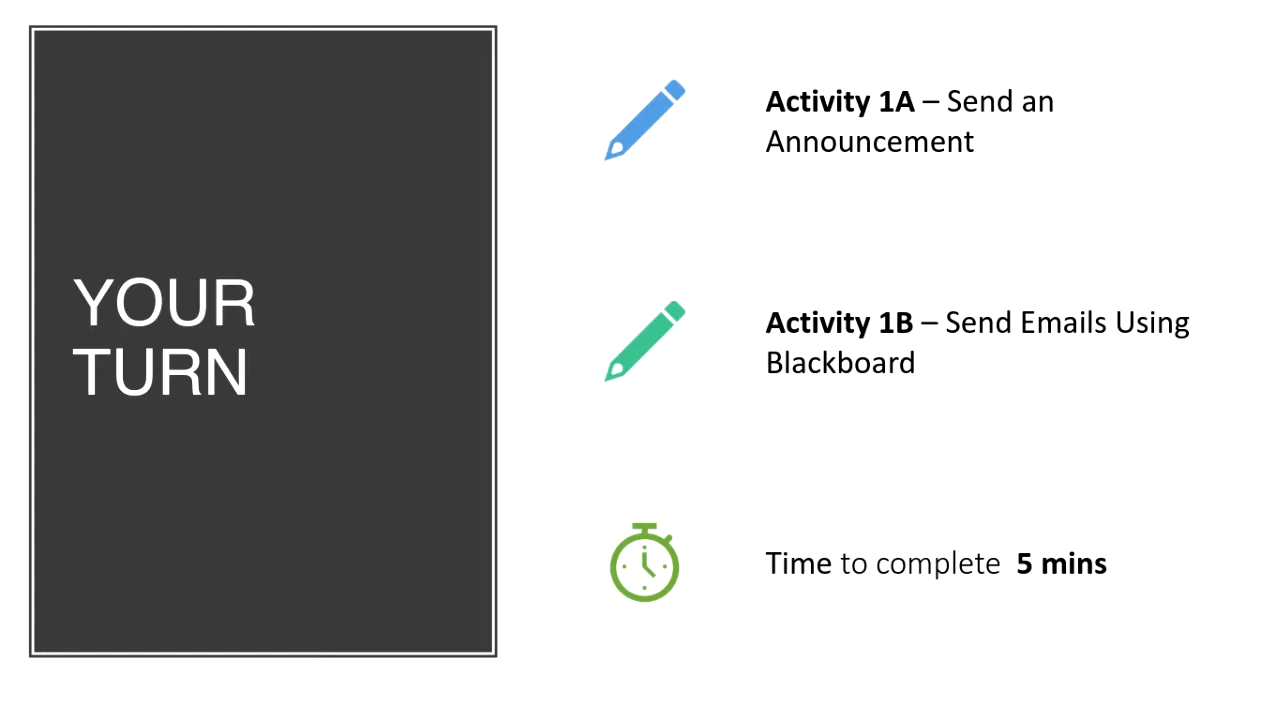 YOUR
TURN
Activity 1A – Send an
Announcement
Activity 1B – Send Emails Using
Blackboard
Time to complete 5 mins